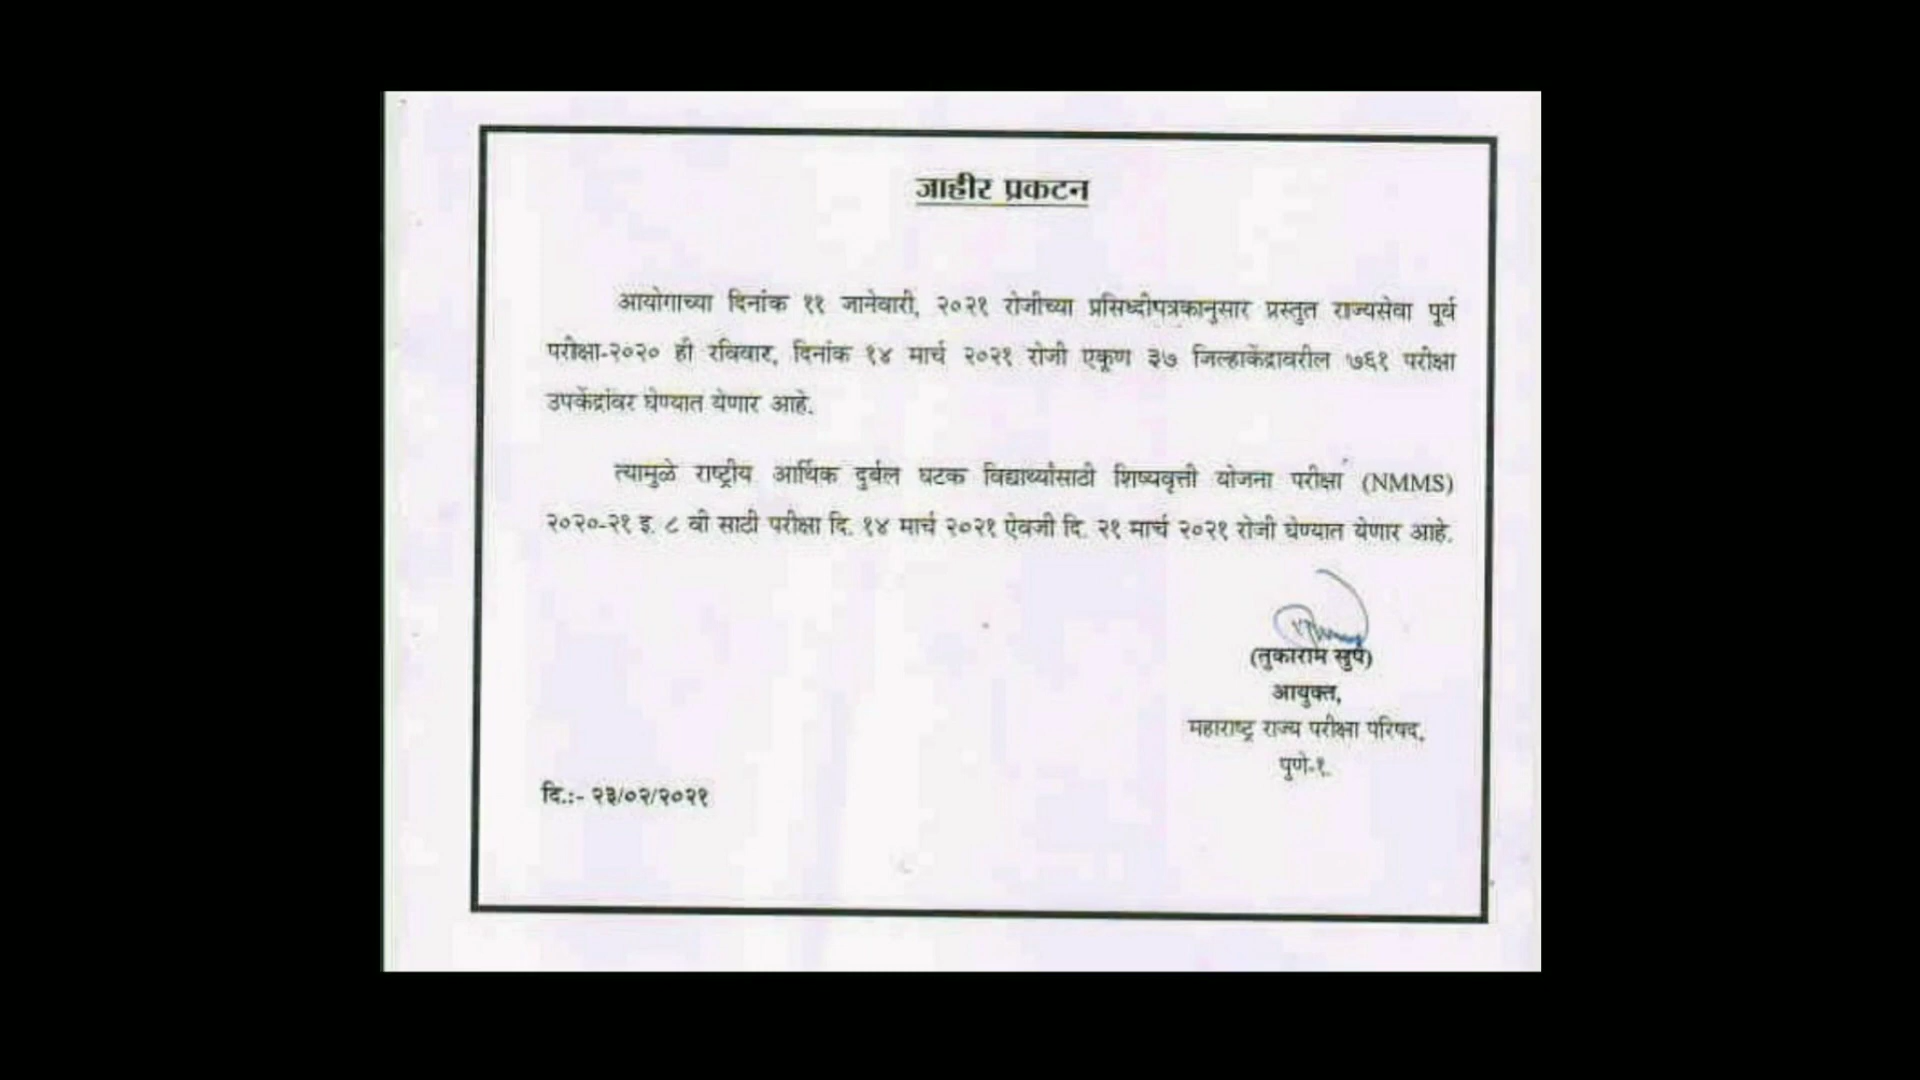 जाहीर प्रकटन
आयोगाच्या दिनांक ११ जानेवारी, २०२१ रोजीच्या प्रसिध्दीपत्रकानुसार प्रस्तुत राज्यसेवा पूर्व
परीक्षा-२०२० ही रविवार, दिनांक १४ मार्च २०२१ रोजी एकूण ३७ जिल्हाकेंद्रावरील ७६१ परीक्षा
उपकेंद्रांवर घेण्यात येणार आहे.
त्यामुळे राष्ट्रीय आर्थिक दुर्बल घटक विद्यार्थ्यांसाठी शिष्यवृत्ती योजना परीक्षा (NMMS)
२०२०-२१ इ. ८ वी साठी परीक्षा दि. १४ मार्च २०२१ ऐवजी दि. २१ मार्च २०२१ रोजी घेण्यात येणार आहे.
(तुकाराम सुपे)
आयुक्त,
महाराष्ट्र राज्य परीक्षा परिषद,
पुणे-१.
दि.:- २३/०२/२०२१